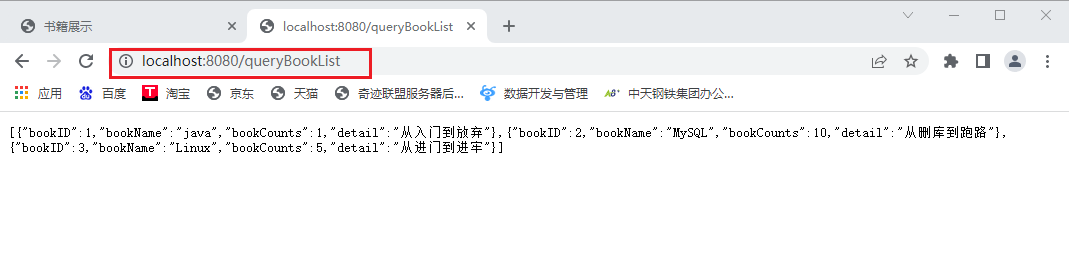 书籍展示
localhost:8080/queryBookList
localhost:8080/queryBookList
应用 百度 淘宝 京东 天猫 奇迹联盟服务器后... 数据开发与管理 中天钢铁集团办公...
[{"bookID":1,"bookName":"java","bookCounts":1,"detail":"从入门到放弃"},{"bookID":2,"bookName":"MySQL","bookCounts":10,"detail":"从删库到跑路"},
{"bookID":3,"bookName":"Linux","bookCounts":5,"detail":"从进门到进牢"}]